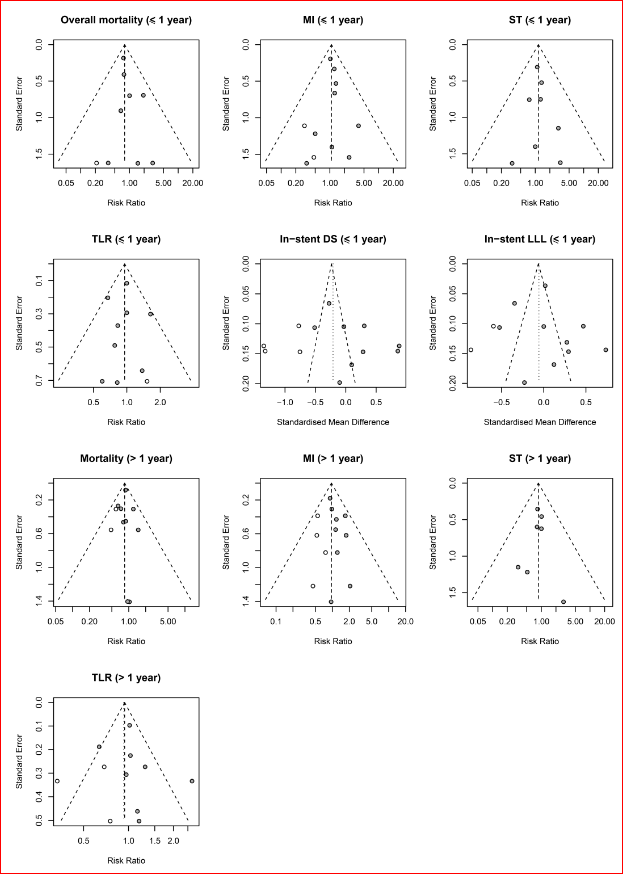 Overall mortality (⩽ 1 year)
MI (⩽ 1 year)
ST (⩽ 1 year)
Standard Error
0.0
0.5
1.0
1.5
0.05 0.20 1.00 5.00 20.00
Risk Ratio
Standard Error
0.0
0.5
1.0
1.5
0.05 0.20 1.00 5.00 20.00
Risk Ratio
Standard Error
0.0
0.5
1.0
1.5
0.05 0.20 1.00 5.00 20.00
Risk Ratio
TLR (⩽ 1 year)
In−stent DS (⩽ 1 year)
In−stent LLL (⩽ 1 year)
Standard Error
0.1
0.3
0.5
0.7
0.5 1.0 2.0
Risk Ratio
Standard Error
0.00
0.05
0.10
0.15
0.20
−1.0 −0.5 0.0 0.5
Standardised Mean Difference
Standard Error
0.00
0.05
0.10
0.15
0.20
−0.5 0.0 0.5
Standardised Mean Difference
Mortality (> 1 year)
MI (> 1 year)
ST (> 1 year)
Standard Error
0.2
0.6
1.0
1.4
0.05 0.20 1.00 5.00
Risk Ratio
Standard Error
0.2
0.6
1.0
1.4
0.1 0.5 2.0 5.0 20.0
Risk Ratio
Standard Error
0.0
0.5
1.0
1.5
0.05 0.20 1.00 5.00 20.00
Risk Ratio
TLR (> 1 year)
Standard Error
0.0
0.1
0.2
0.3
0.4
0.5
0.5 1.0 1.5 2.0
Risk Ratio